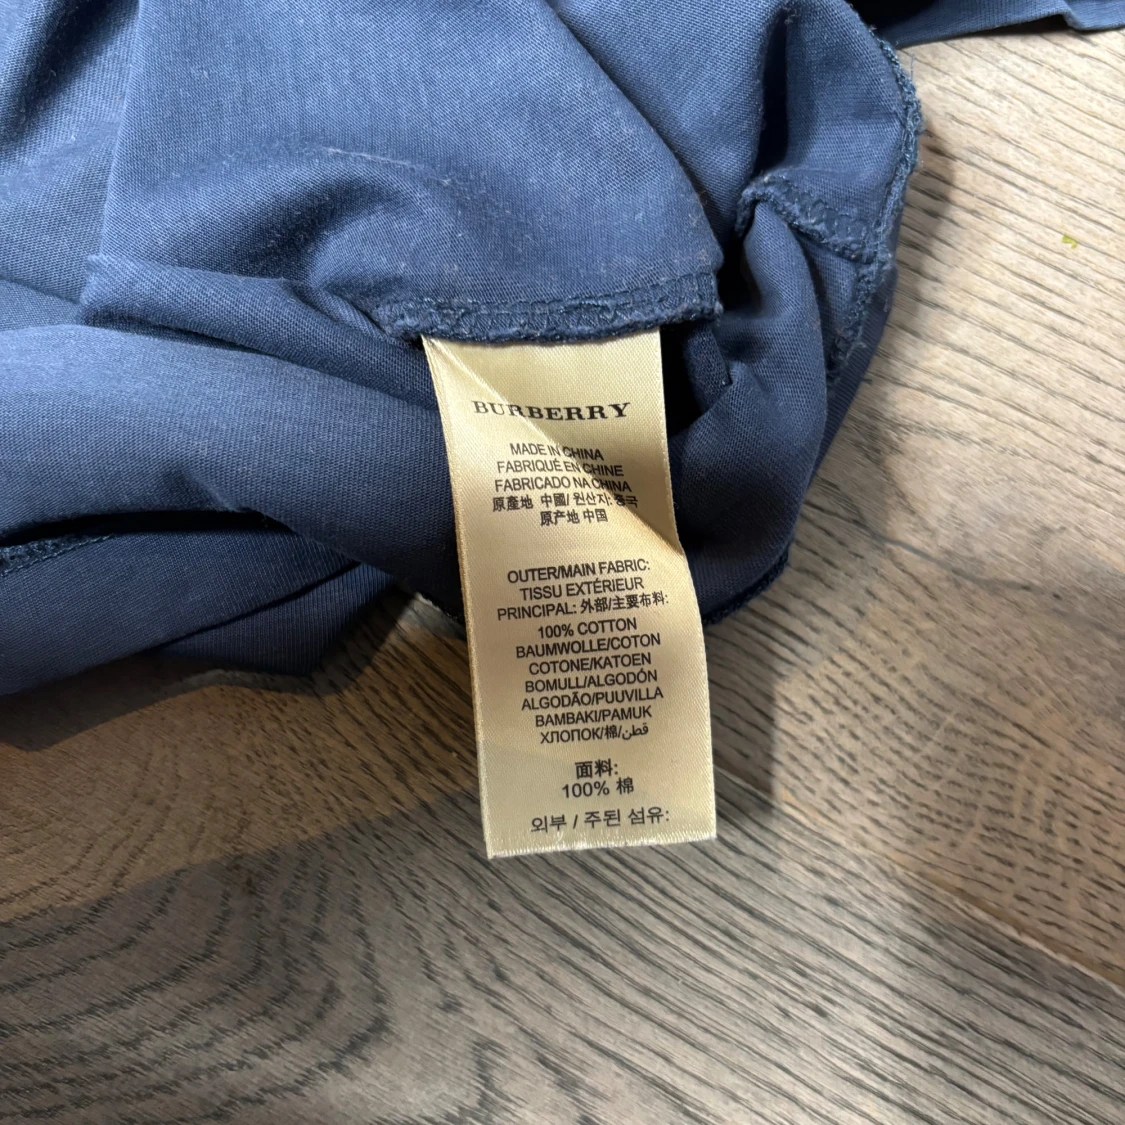 BURBERRY
MADE IN CHINA
FABRIQUÉ EN CHINE
FABRICADO NA CHINA
原產地 中國/ 원산지: 중국
原产地 中国
OUTER/MAIN FABRIC:
TISSU EXTÉRIEUR
PRINCIPAL: 外部/主要布料:
100% COTTON
BAUMWOLLE/COTON
COTONE/KATOEN
BOMULL/ALGODÓN
ALGODÃO/PUUVILLA
BAMBAKI/PAMUK
ХЛОПОК/棉/قطن
面料:
100% 棉
외부 / 주된 섬유: